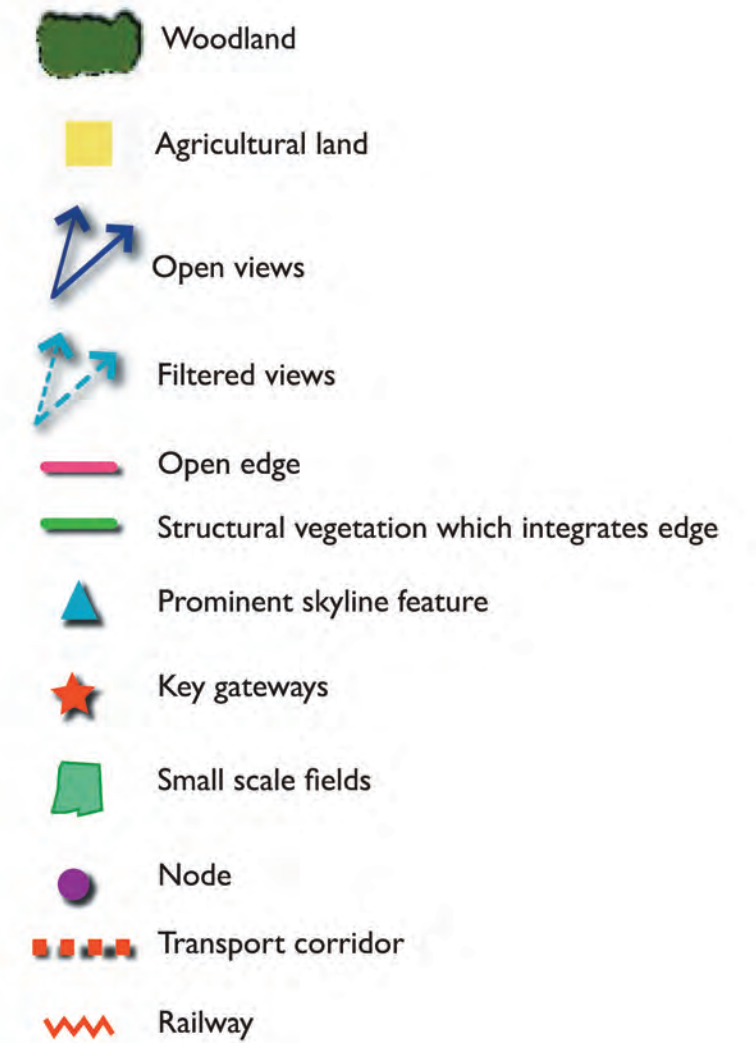 Woodland
Agricultural land
Open views
Filtered views
Open edge
Structural vegetation which integrates edge
Prominent skyline feature
Key gateways
Small scale fields
Node
Transport corridor
Railway